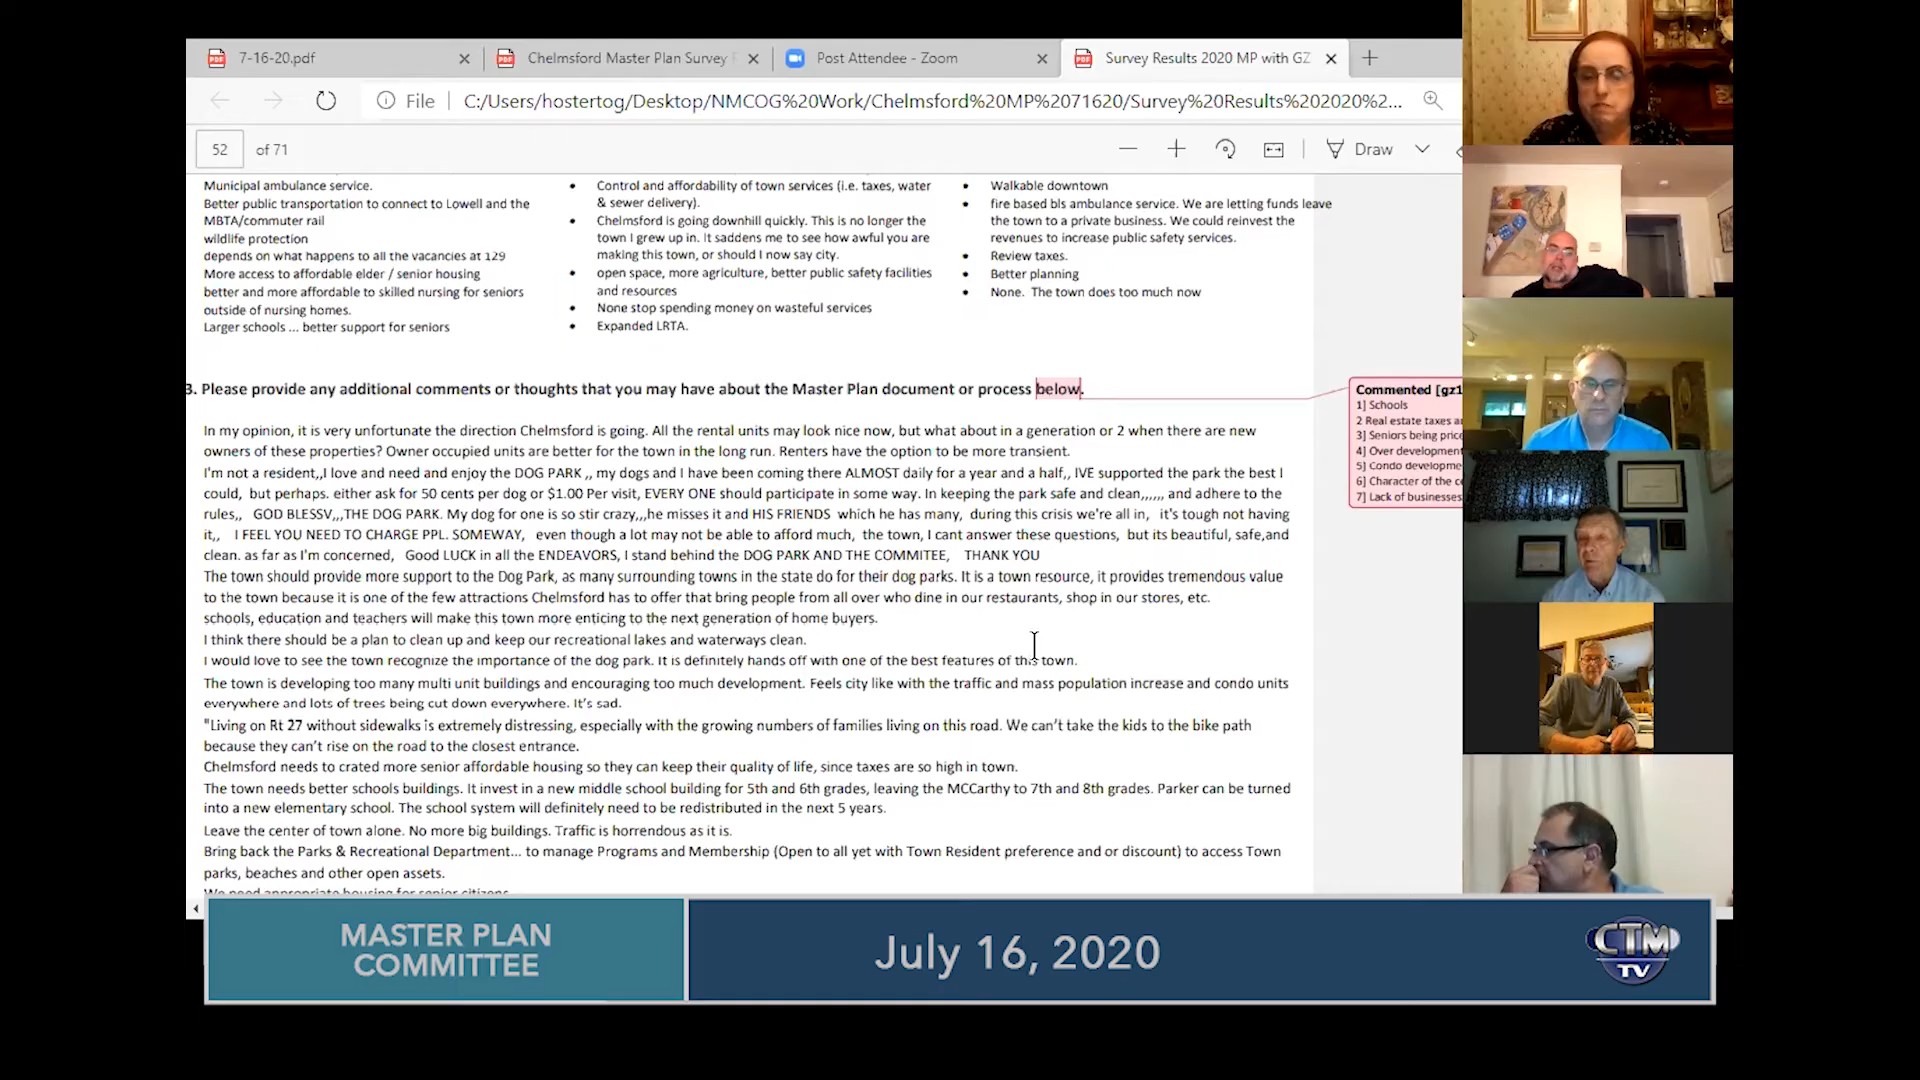 7-16-20.pdf
Chelmsford Master Plan Survey
Post Attendee - Zoom
Survey Results 2020 MP with GZ
File
C:/Users/hostertog/Desktop/NMCOG%20Work/Chelmsford%20MP%2071620/Survey%20Results%202020%2...
52 of 71
Draw
Municipal ambulance service.
Better public transportation to connect to Lowell and the
MBTA/commuter rail
wildlife protection
depends on what happens to all the vacancies at 129
More access to affordable elder / senior housing
better and more affordable to skilled nursing for seniors
outside of nursing homes.
Larger schools ... better support for seniors
• Control and affordability of town services (i.e. taxes, water
& sewer delivery).
• Chelmsford is going downhill quickly. This is no longer the
town I grew up in. It saddens me to see how awful you are
making this town, or should I now say city.
• open space, more agriculture, better public safety facilities
and resources
• None stop spending money on wasteful services
• Expanded LRTA.
• Walkable downtown
• fire based bls ambulance service. We are letting funds leave
the town to a private business. We could reinvest the
revenues to increase public safety services.
• Review taxes.
• Better planning
• None. The town does too much now
3. Please provide any additional comments or thoughts that you may have about the Master Plan document or process below.
Commented [gz1
1] Schools
2 Real estate taxes a
3] Seniors being price
4] Over development
5] Condo developme
6] Character of the c
7] Lack of businesses
In my opinion, it is very unfortunate the direction Chelmsford is going. All the rental units may look nice now, but what about in a generation or 2 when there are new
owners of these properties? Owner occupied units are better for the town in the long run. Renters have the option to be more transient.
I'm not a resident,,I love and need and enjoy the DOG PARK ,, my dogs and I have been coming there ALMOST daily for a year and a half,, IVE supported the park the best I
could, but perhaps. either ask for 50 cents per dog or $1.00 Per visit, EVERY ONE should participate in some way. In keeping the park safe and clean,,,,,, and adhere to the
rules,, GOD BLESSV,,,THE DOG PARK. My dog for one is so stir crazy,,,he misses it and HIS FRIENDS which he has many, during this crisis we're all in, it's tough not having
it,, I FEEL YOU NEED TO CHARGE PPL. SOMEWAY, even though a lot may not be able to afford much, the town, I cant answer these questions, but its beautiful, safe,and
clean. as far as I'm concerned, Good LUCK in all the ENDEAVORS, I stand behind the DOG PARK AND THE COMMITEE, THANK YOU
The town should provide more support to the Dog Park, as many surrounding towns in the state do for their dog parks. It is a town resource, it provides tremendous value
to the town because it is one of the few attractions Chelmsford has to offer that bring people from all over who dine in our restaurants, shop in our stores, etc.
schools, education and teachers will make this town more enticing to the next generation of home buyers.
I think there should be a plan to clean up and keep our recreational lakes and waterways clean.
I would love to see the town recognize the importance of the dog park. It is definitely hands off with one of the best features of this town.
The town is developing too many multi unit buildings and encouraging too much development. Feels city like with the traffic and mass population increase and condo units
everywhere and lots of trees being cut down everywhere. It's sad.
"Living on Rt 27 without sidewalks is extremely distressing, especially with the growing numbers of families living on this road. We can't take the kids to the bike path
because they can't rise on the road to the closest entrance.
Chelmsford needs to crated more senior affordable housing so they can keep their quality of life, since taxes are so high in town.
The town needs better schools buildings. It invest in a new middle school building for 5th and 6th grades, leaving the MCCarthy to 7th and 8th grades. Parker can be turned
into a new elementary school. The school system will definitely need to be redistributed in the next 5 years.
Leave the center of town alone. No more big buildings. Traffic is horrendous as it is.
Bring back the Parks & Recreational Department... to manage Programs and Membership (Open to all yet with Town Resident preference and or discount) to access Town
parks, beaches and other open assets.
We need appropriate housing for senior citizens
MASTER PLAN
COMMITTEE
July 16, 2020
CTM
TV